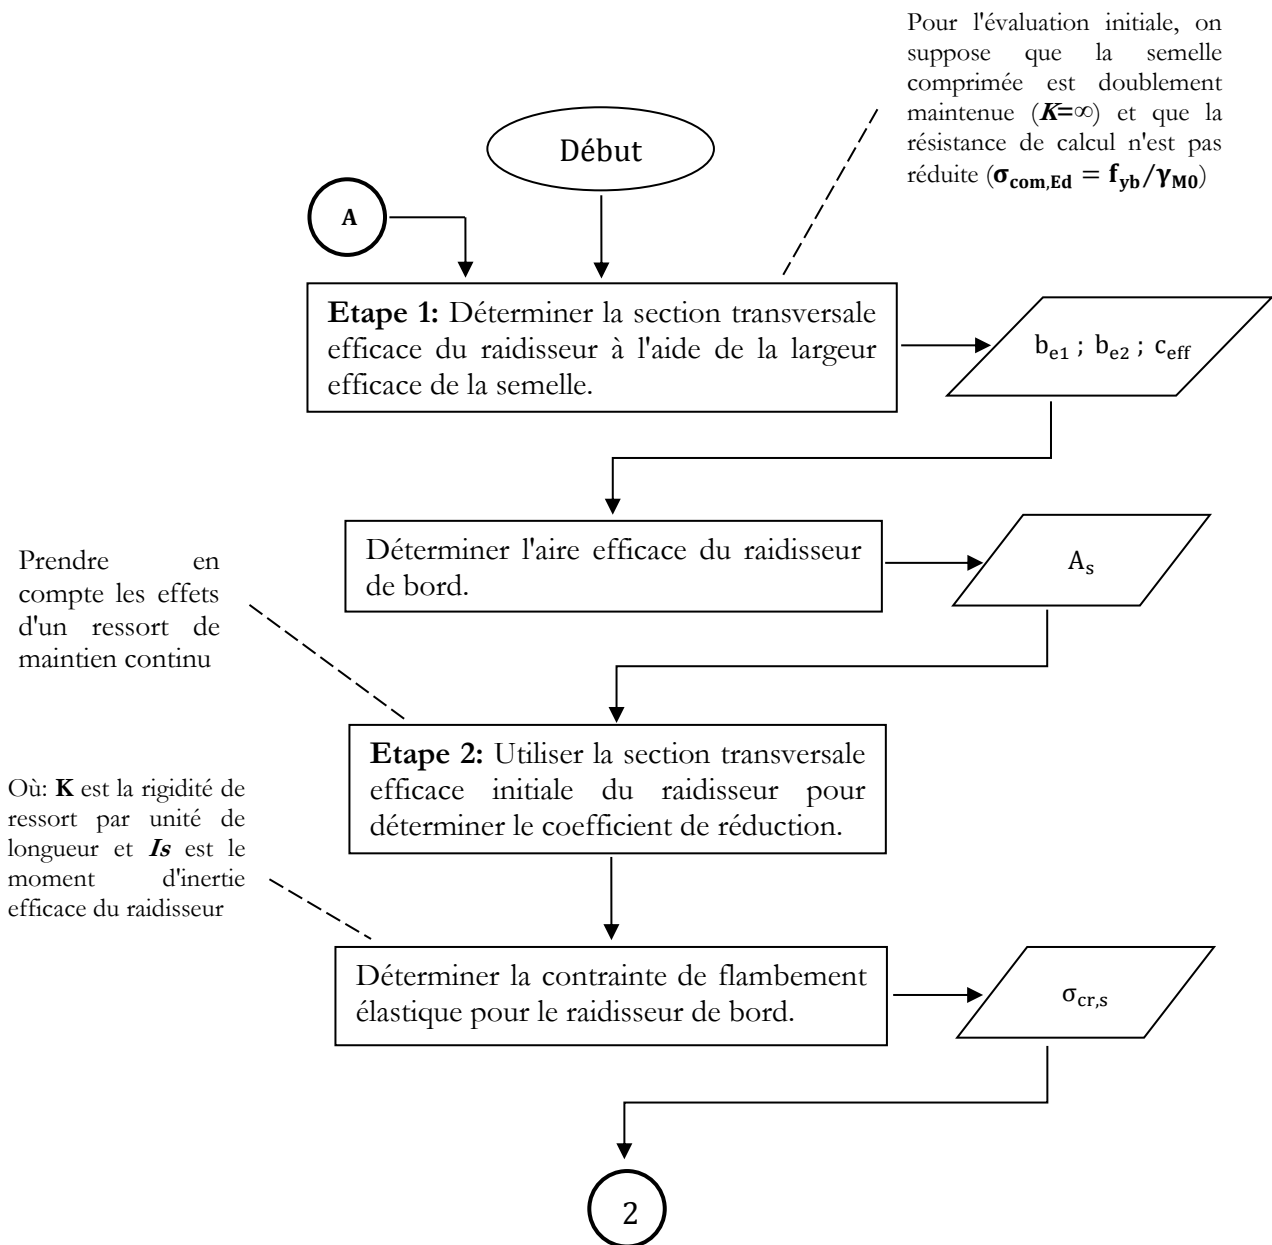 Pour l'évaluation initiale, on
suppose que la semelle
comprimée est doublement
maintenue (K=∞) et que la
résistance de calcul n'est pas
réduite (σcom,Ed = fyb/γM0)
Début
A
Etape 1: Déterminer la section transversale
efficace du raidisseur à l'aide de la largeur
efficace de la semelle.
be1 ; be2 ; ceff
Déterminer l'aire efficace du raidisseur
de bord.
As
Prendre en
compte les effets
d'un ressort de
maintien continu
Etape 2: Utiliser la section transversale
efficace initiale du raidisseur pour
déterminer le coefficient de réduction.
Où: K est la rigidité de
ressort par unité de
longueur et Is est le
moment d'inertie
efficace du raidisseur
Déterminer la contrainte de flambement
élastique pour le raidisseur de bord.
σcr,s
2